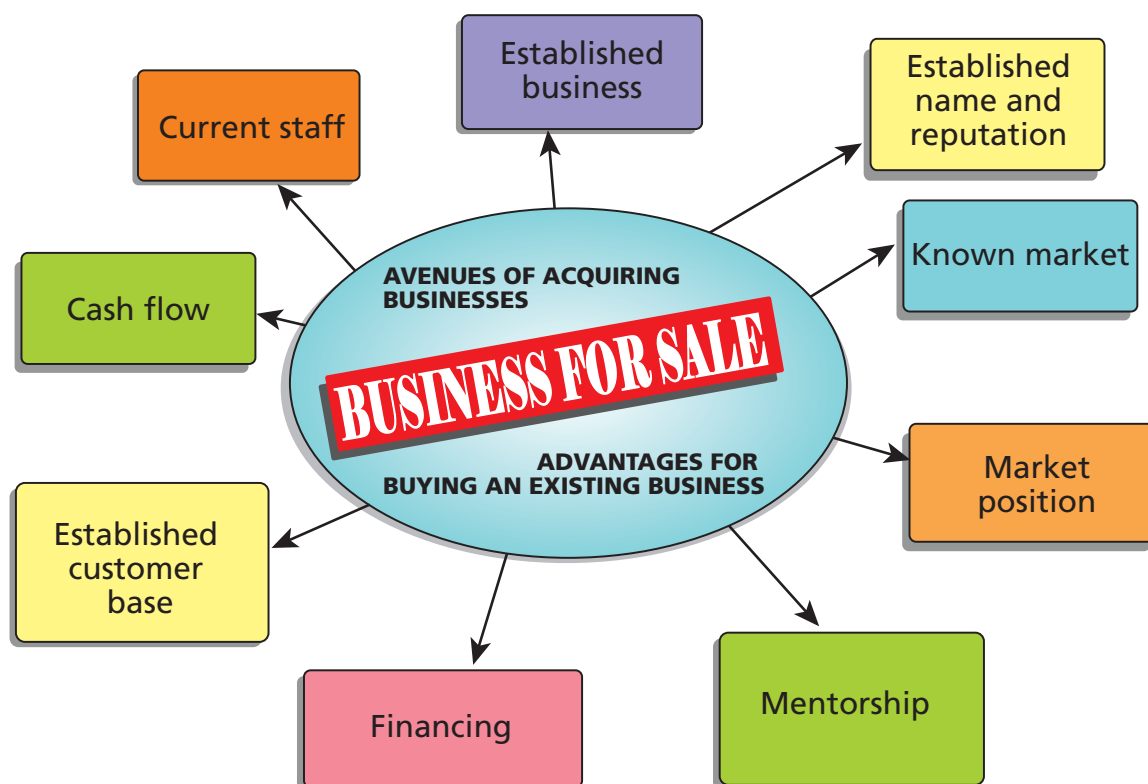 Established
business
Established
name and
reputation
Current staff
Known market
AVENUES OF ACQUIRING
BUSINESSES
Cash flow
BUSINESS FOR SALE
ADVANTAGES FOR
BUYING AN EXISTING BUSINESS
Market
position
Established
customer
base
Mentorship
Financing